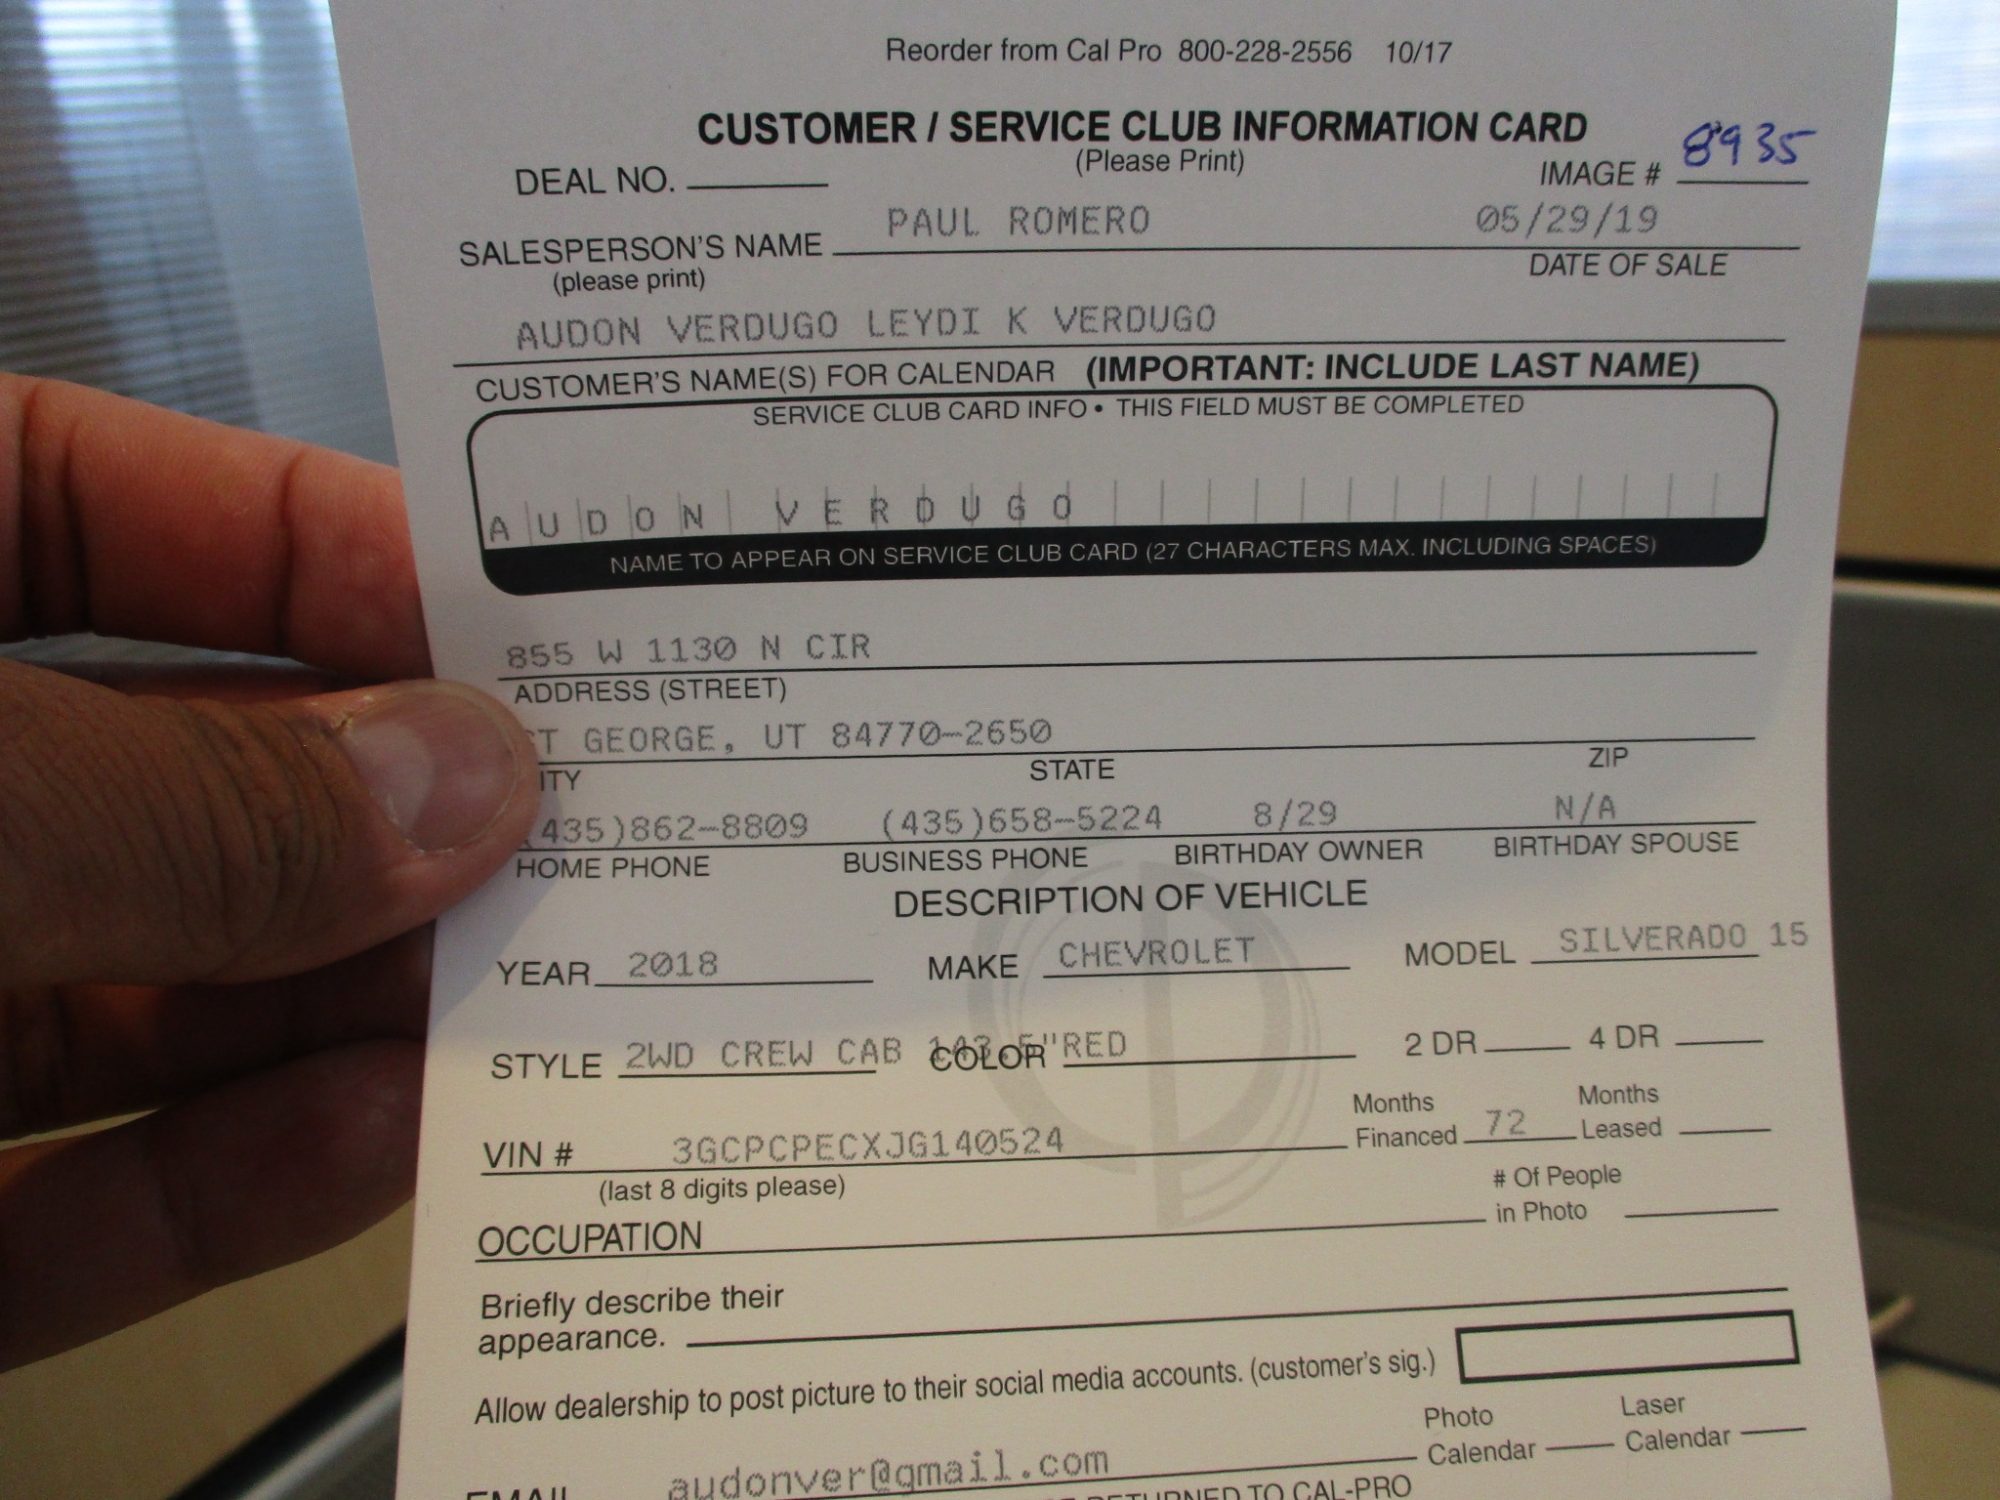 Reorder from Cal Pro 800-228-2556 10/17
CUSTOMER / SERVICE CLUB INFORMATION CARD
(Please Print)
DEAL NO.
IMAGE # 8935
SALESPERSON'S NAME PAUL ROMERO 05/29/19
(please print) DATE OF SALE
AUDON VERDUGO LEYDI K VERDUGO
CUSTOMER'S NAME(S) FOR CALENDAR (IMPORTANT: INCLUDE LAST NAME)
SERVICE CLUB CARD INFO • THIS FIELD MUST BE COMPLETED
AUDON VERDUGO
NAME TO APPEAR ON SERVICE CLUB CARD (27 CHARACTERS MAX. INCLUDING SPACES)
855 W 1130 N CIR
ADDRESS (STREET)
GEORGE, UT 84770-2650
STATE ZIP
(435)862-8809 (435)658-5224 8/29 N/A
HOME PHONE BUSINESS PHONE BIRTHDAY OWNER BIRTHDAY SPOUSE
DESCRIPTION OF VEHICLE
YEAR 2018 MAKE CHEVROLET MODEL SILVERADO 15
STYLE 2WD CREW CAB COLOR RED 2 DR 4 DR
Months Months
VIN # 3GCPCPECXJG140524 Financed 72 Leased
(last 8 digits please)
# Of People
in Photo
OCCUPATION
Briefly describe their
appearance.
Allow dealership to post picture to their social media accounts. (customer's sig.)
Photo Laser
Calendar Calendar
EMAIL audonver@gmail.com
RETURNED TO CAL-PRO